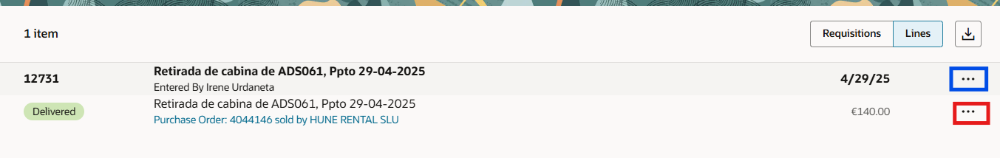 1 item
Requisitions
Lines
12731
Retirada de cabina de ADS061, Ppto 29-04-2025
Entered By Irene Urdaneta
4/29/25
...
Delivered
Retirada de cabina de ADS061, Ppto 29-04-2025
Purchase Order: 4044146 sold by HUNE RENTAL SLU
€140.00
...